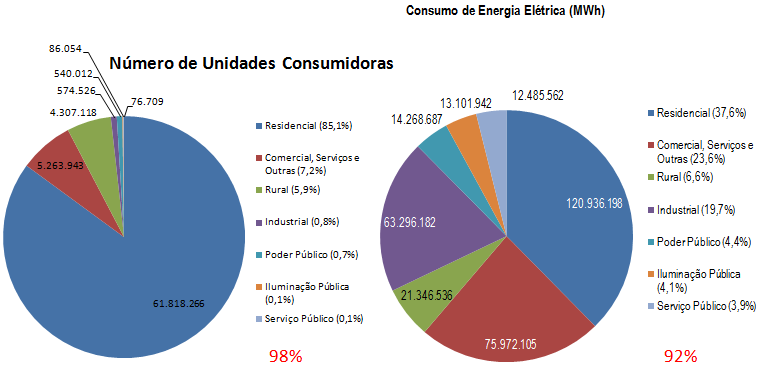 Consumo de Energia Elétrica (MWh)
Número de Unidades Consumidoras
86.054
540.012
574.526
4.307.118
76.709
5.263.943
61.818.266
Residencial (85,1%)
Comercial, Serviços e
Outras (7,2%)
Rural (5,9%)
Industrial (0,8%)
Poder Público (0,7%)
Iluminação Pública
(0,1%)
Serviço Público (0,1%)
98%
12.485.562
13.101.942
14.268.687
63.296.182
21.346.536
75.972.105
120.936.198
Residencial (37,6%)
Comercial, Serviços e
Outras (23,6%)
Rural (6,6%)
Industrial (19,7%)
Poder Público (4,4%)
Iluminação Pública
(4,1%)
Serviço Público (3,9%)
92%